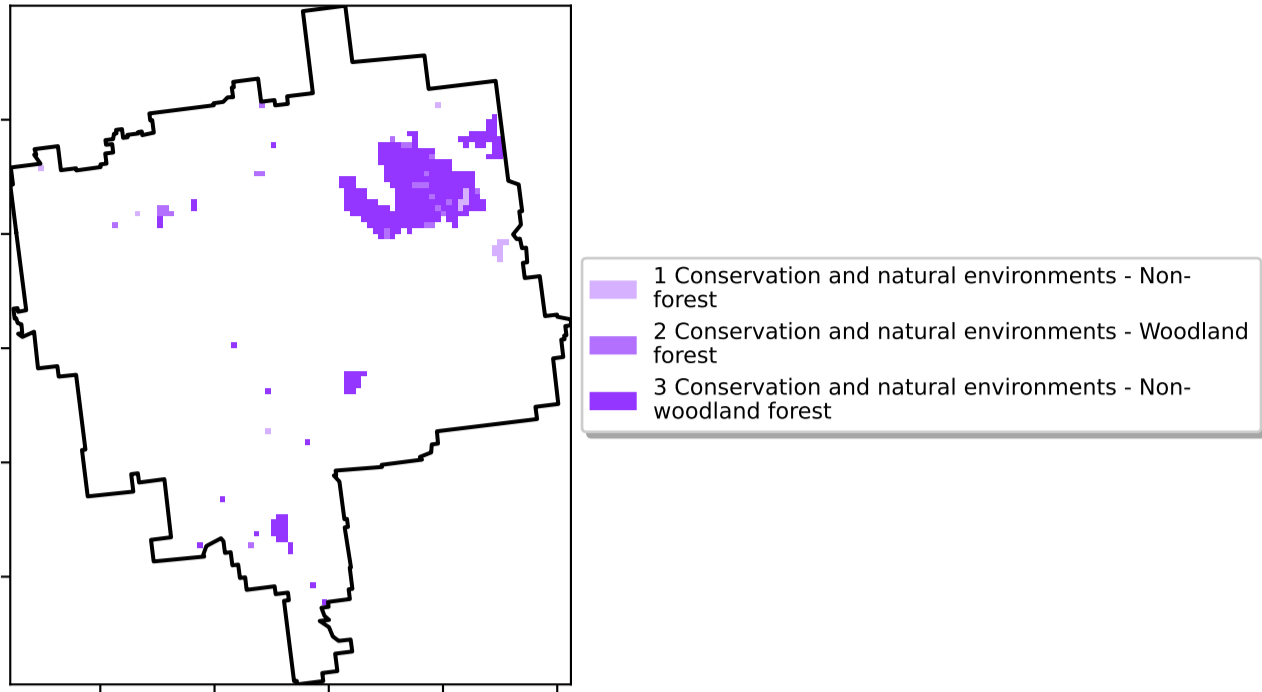 1 Conservation and natural environments - Non-
forest
2 Conservation and natural environments - Woodland
forest
3 Conservation and natural environments - Non-
woodland forest